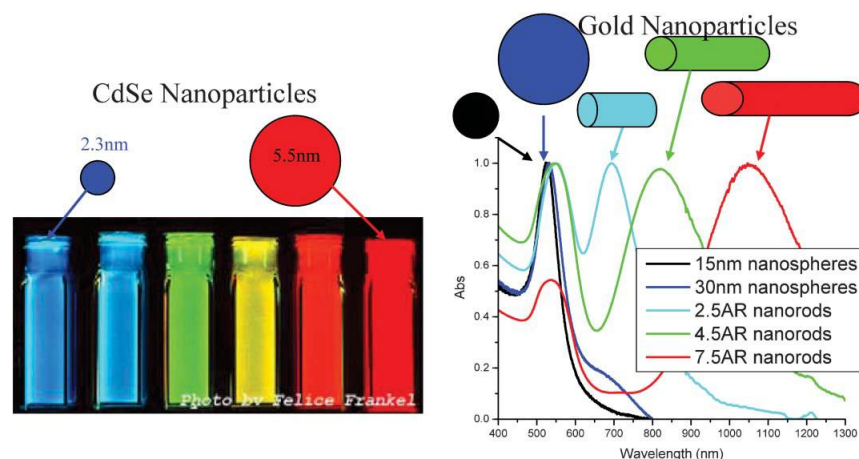 CdSe Nanoparticles
2.3nm
5.5nm
Photo by Felice Frankel
Gold Nanoparticles
1.0
0.8
0.6
0.4
0.2
0.0
Abs
15nm nanospheres
30nm nanospheres
2.5AR nanorods
4.5AR nanorods
7.5AR nanorods
400 500 600 700 800 900 1000 1100 1200 1300
Wavelength (nm)